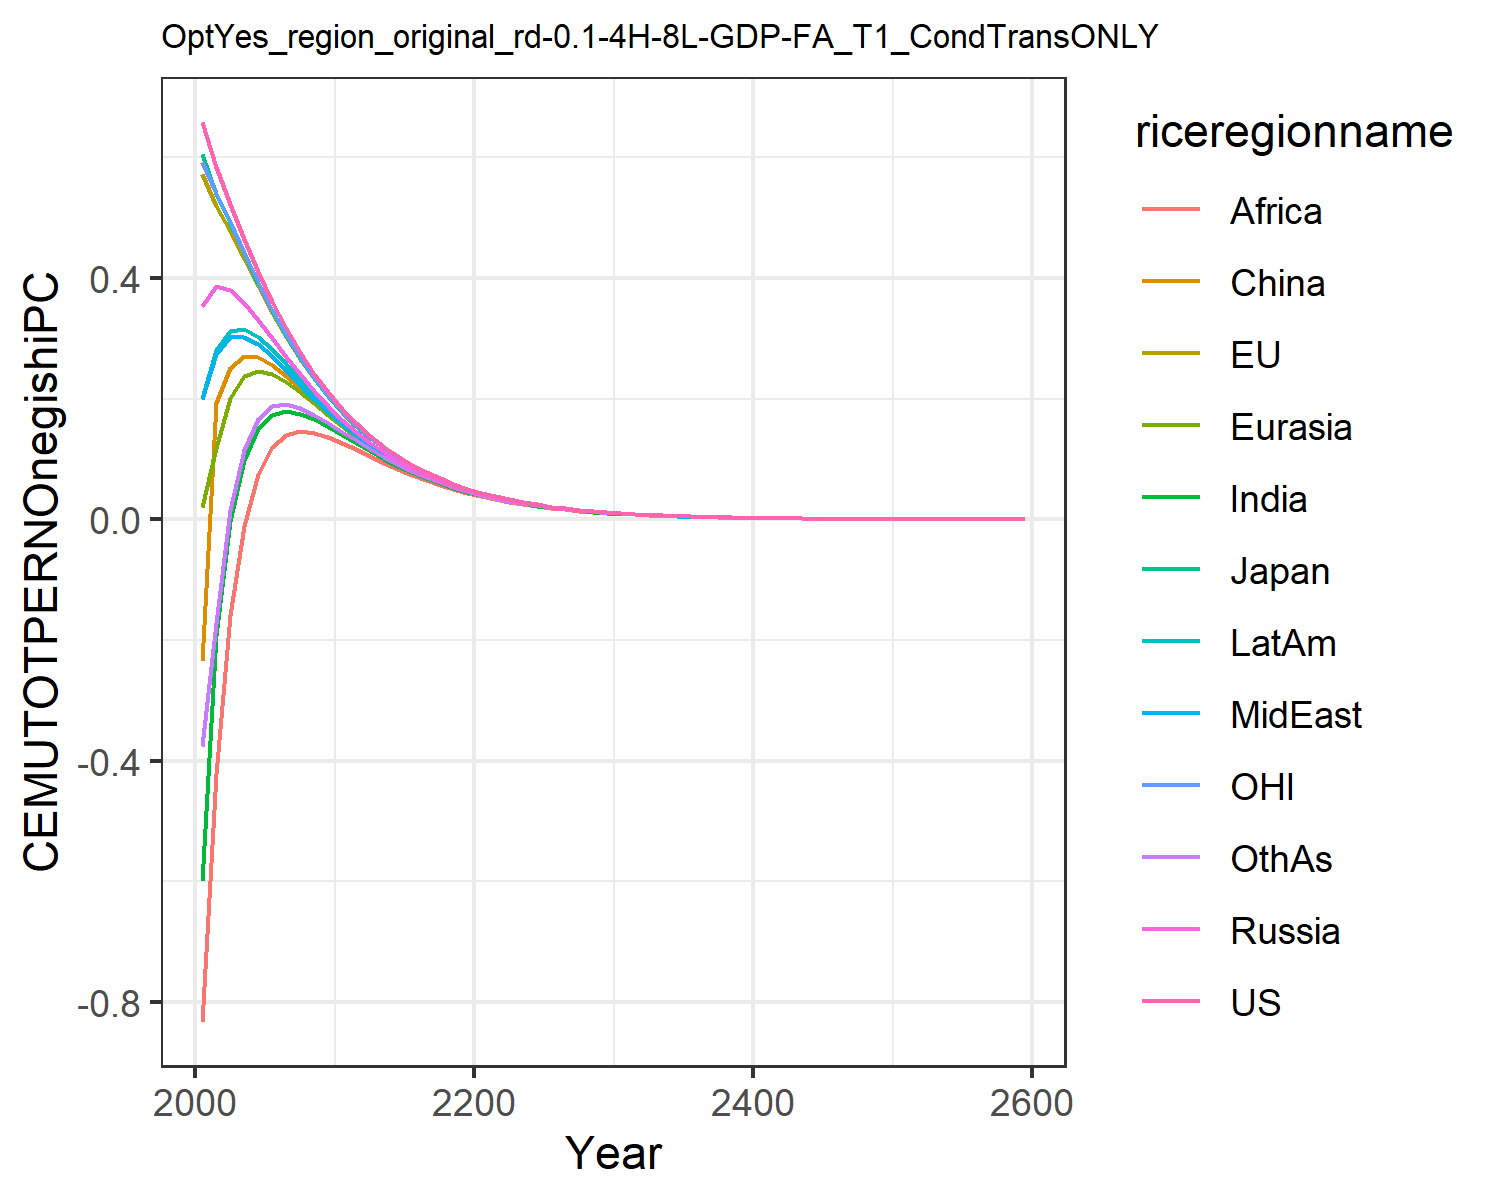 OptYes_region_original_rd-0.1-4H-8L-GDP-FA_T1_CondTransONLY
CEMUTOTPERNOnegishiPC
0.4
0.0
-0.4
-0.8
2000 2200 2400 2600
Year
riceregionname
Africa
China
EU
Eurasia
India
Japan
LatAm
MidEast
OHI
OthAs
Russia
US